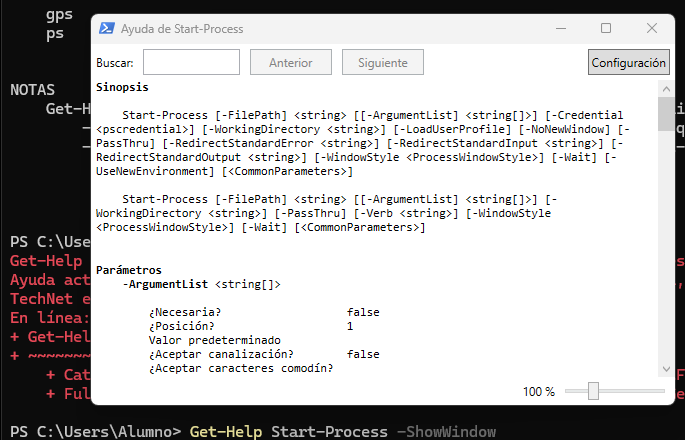 gps
ps
NOTAS
Get-H
PS C:\Use
Get-Help
Ayuda act
TechNet e
En línea:
+ Get-Hel
+ ~~~~~~~~
+ Cat
+ Ful
Ayuda de Start-Process
Buscar: Anterior Siguiente Configuración
Sinopsis
Start-Process [-FilePath] <string> [[-ArgumentList] <string[]>] [-Credential
<pscredential>] [-WorkingDirectory <string>] [-LoadUserProfile] [-NoNewWindow] [-
PassThru] [-RedirectStandardError <string>] [-RedirectStandardInput <string>] [-
RedirectStandardOutput <string>] [-WindowStyle <ProcessWindowStyle>] [-Wait] [-
UseNewEnvironment] [<CommonParameters>]
Start-Process [-FilePath] <string> [[-ArgumentList] <string[]>] [-
WorkingDirectory <string>] [-PassThru] [-Verb <string>] [-WindowStyle
<ProcessWindowStyle>] [-Wait] [<CommonParameters>]
Parámetros
-ArgumentList <string[]>
¿Necesaria? false
¿Posición? 1
Valor predeterminado
¿Aceptar canalización? false
¿Aceptar caracteres comodín?
100 %
PS C:\Users\Alumno> Get-Help Start-Process -ShowWindow